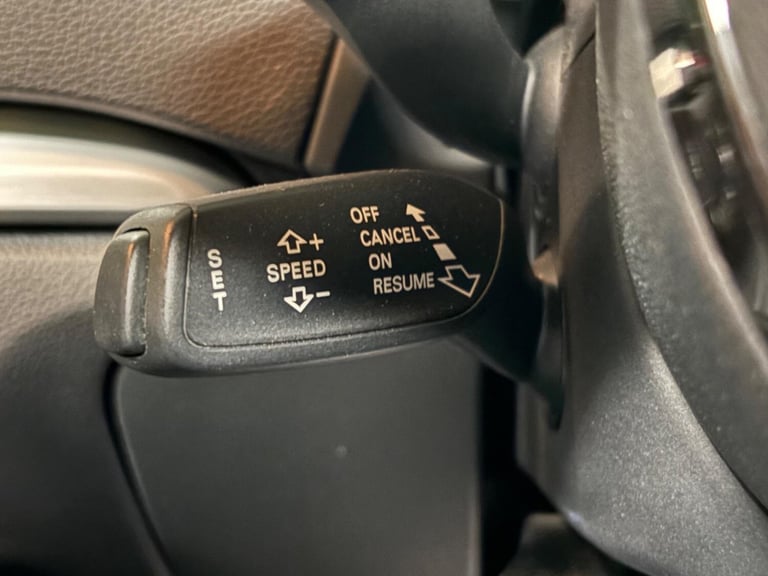 SET
+
SPEED
−
OFF
CANCEL
ON
RESUME